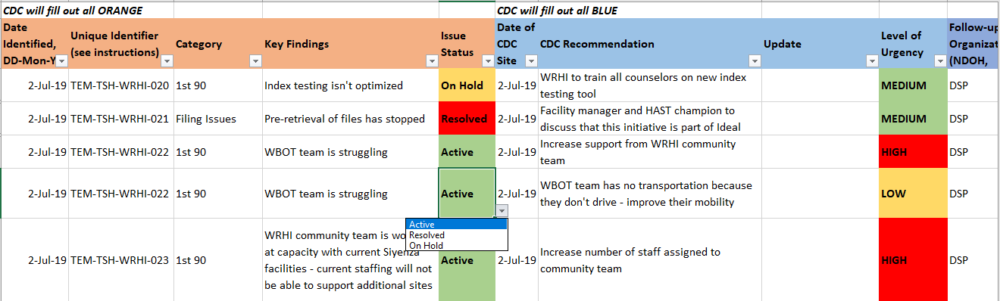 CDC will fill out all ORANGE
CDC will fill out all BLUE
Date
Identified,
DD-Mon-Y
Unique Identifier
(see instructions)
Category
Key Findings
Issue
Status
Date of
CDC
Site
CDC Recommendation
Update
Level of
Urgency
Follow-up
Organizat
(NDOH,
2-Jul-19
TEM-TSH-WRHI-020
1st 90
Index testing isn't optimized
On Hold
2-Jul-19
WRHI to train all counselors on new index
testing tool
MEDIUM
DSP
2-Jul-19
TEM-TSH-WRHI-021
Filing Issues
Pre-retrieval of files has stopped
Resolved
2-Jul-19
Facility manager and HAST champion to
discuss that this initiative is part of Ideal
MEDIUM
DSP
2-Jul-19
TEM-TSH-WRHI-022
1st 90
WBOT team is struggling
Active
2-Jul-19
Increase support from WRHI community
team
HIGH
DSP
2-Jul-19
TEM-TSH-WRHI-022
1st 90
WBOT team is struggling
Active
2-Jul-19
WBOT team has no transportation because
they don't drive - improve their mobility
LOW
DSP
Active
Resolved
On Hold
2-Jul-19
TEM-TSH-WRHI-023
1st 90
WRHI community team is wo
at capacity with current Siyenza
facilities - current staffing will not
be able to support additional sites
Active
2-Jul-19
Increase number of staff assigned to
community team
HIGH
DSP